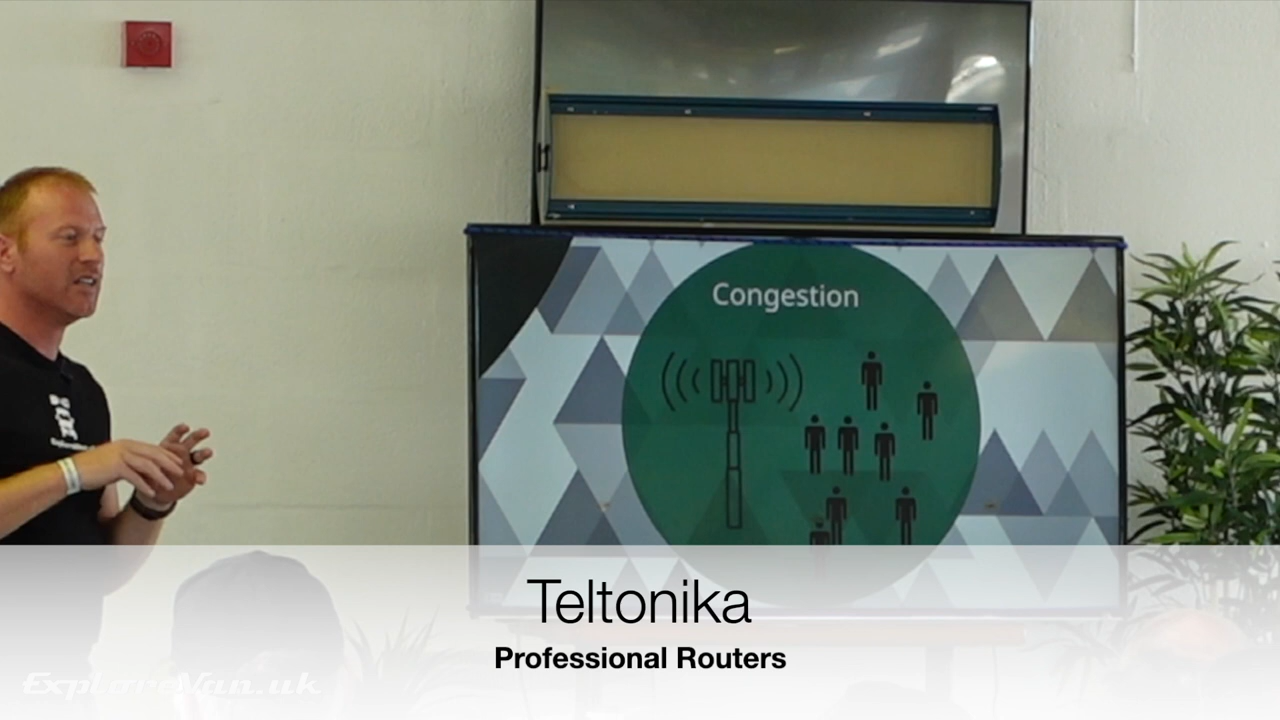 Congestion
Teltonika
Professional Routers
ExploreVan.uk